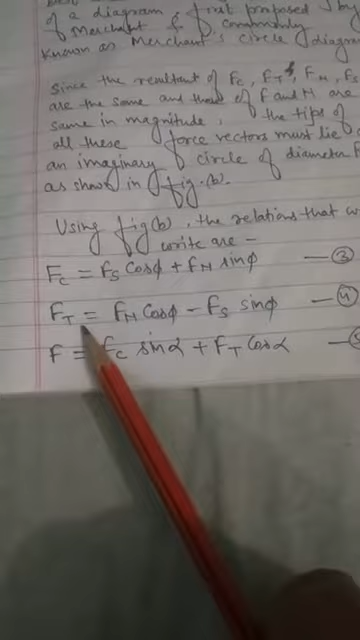 of a diagram first proposed by
of Merchant & commonly
known as Merchant's circle diagram
Since the resultant of Fc, FT, FN, Fs
are the same and that of F and N are
same in magnitude, the tips of
all these force vectors must lie
an imaginary circle of diameter
as shown in fig-(b).
Using fig(b), the relations that
write are -
Fc = Fs Cosφ + FN sinφ — ③
FT = FN Cosφ - Fs sinφ — ④
F = Fc sinα + FT Cosα